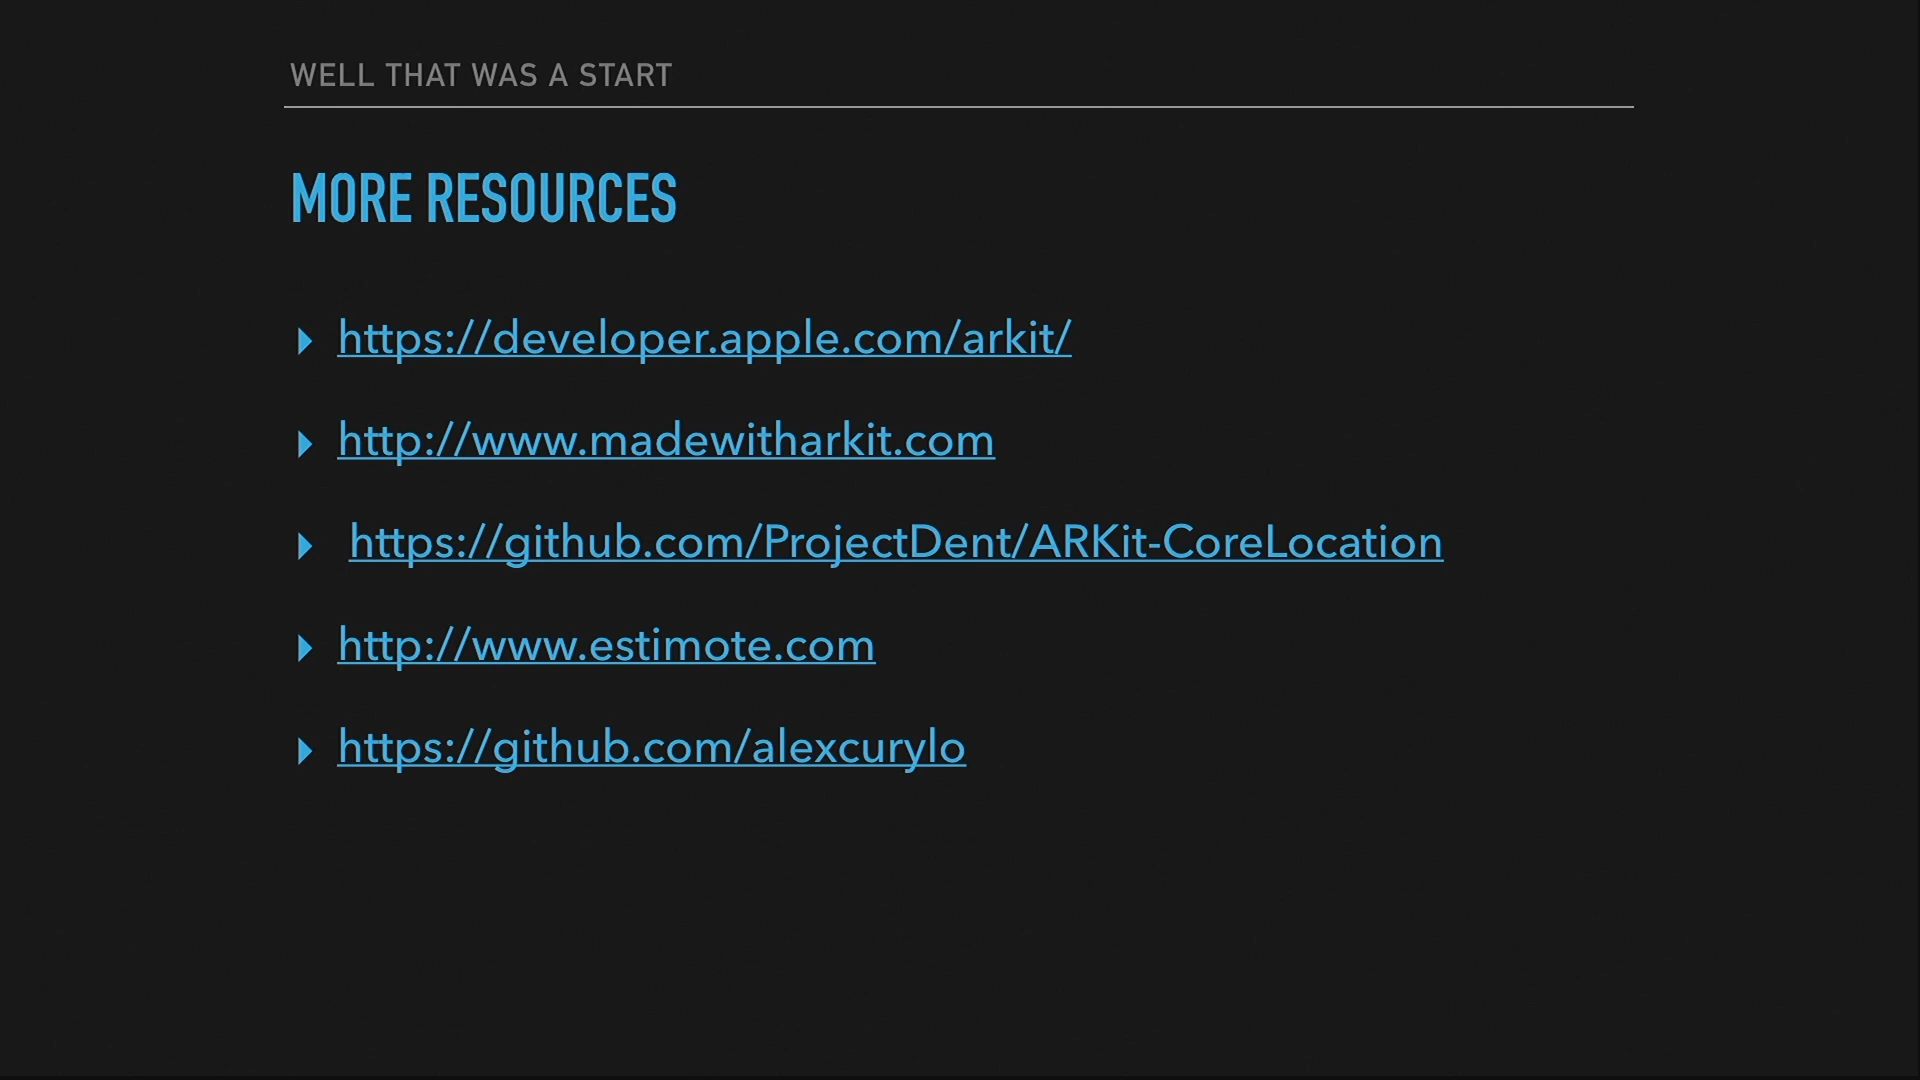 WELL THAT WAS A START
MORE RESOURCES
https://developer.apple.com/arkit/
http://www.madewitharkit.com
https://github.com/ProjectDent/ARKit-CoreLocation
http://www.estimote.com
https://github.com/alexcurylo